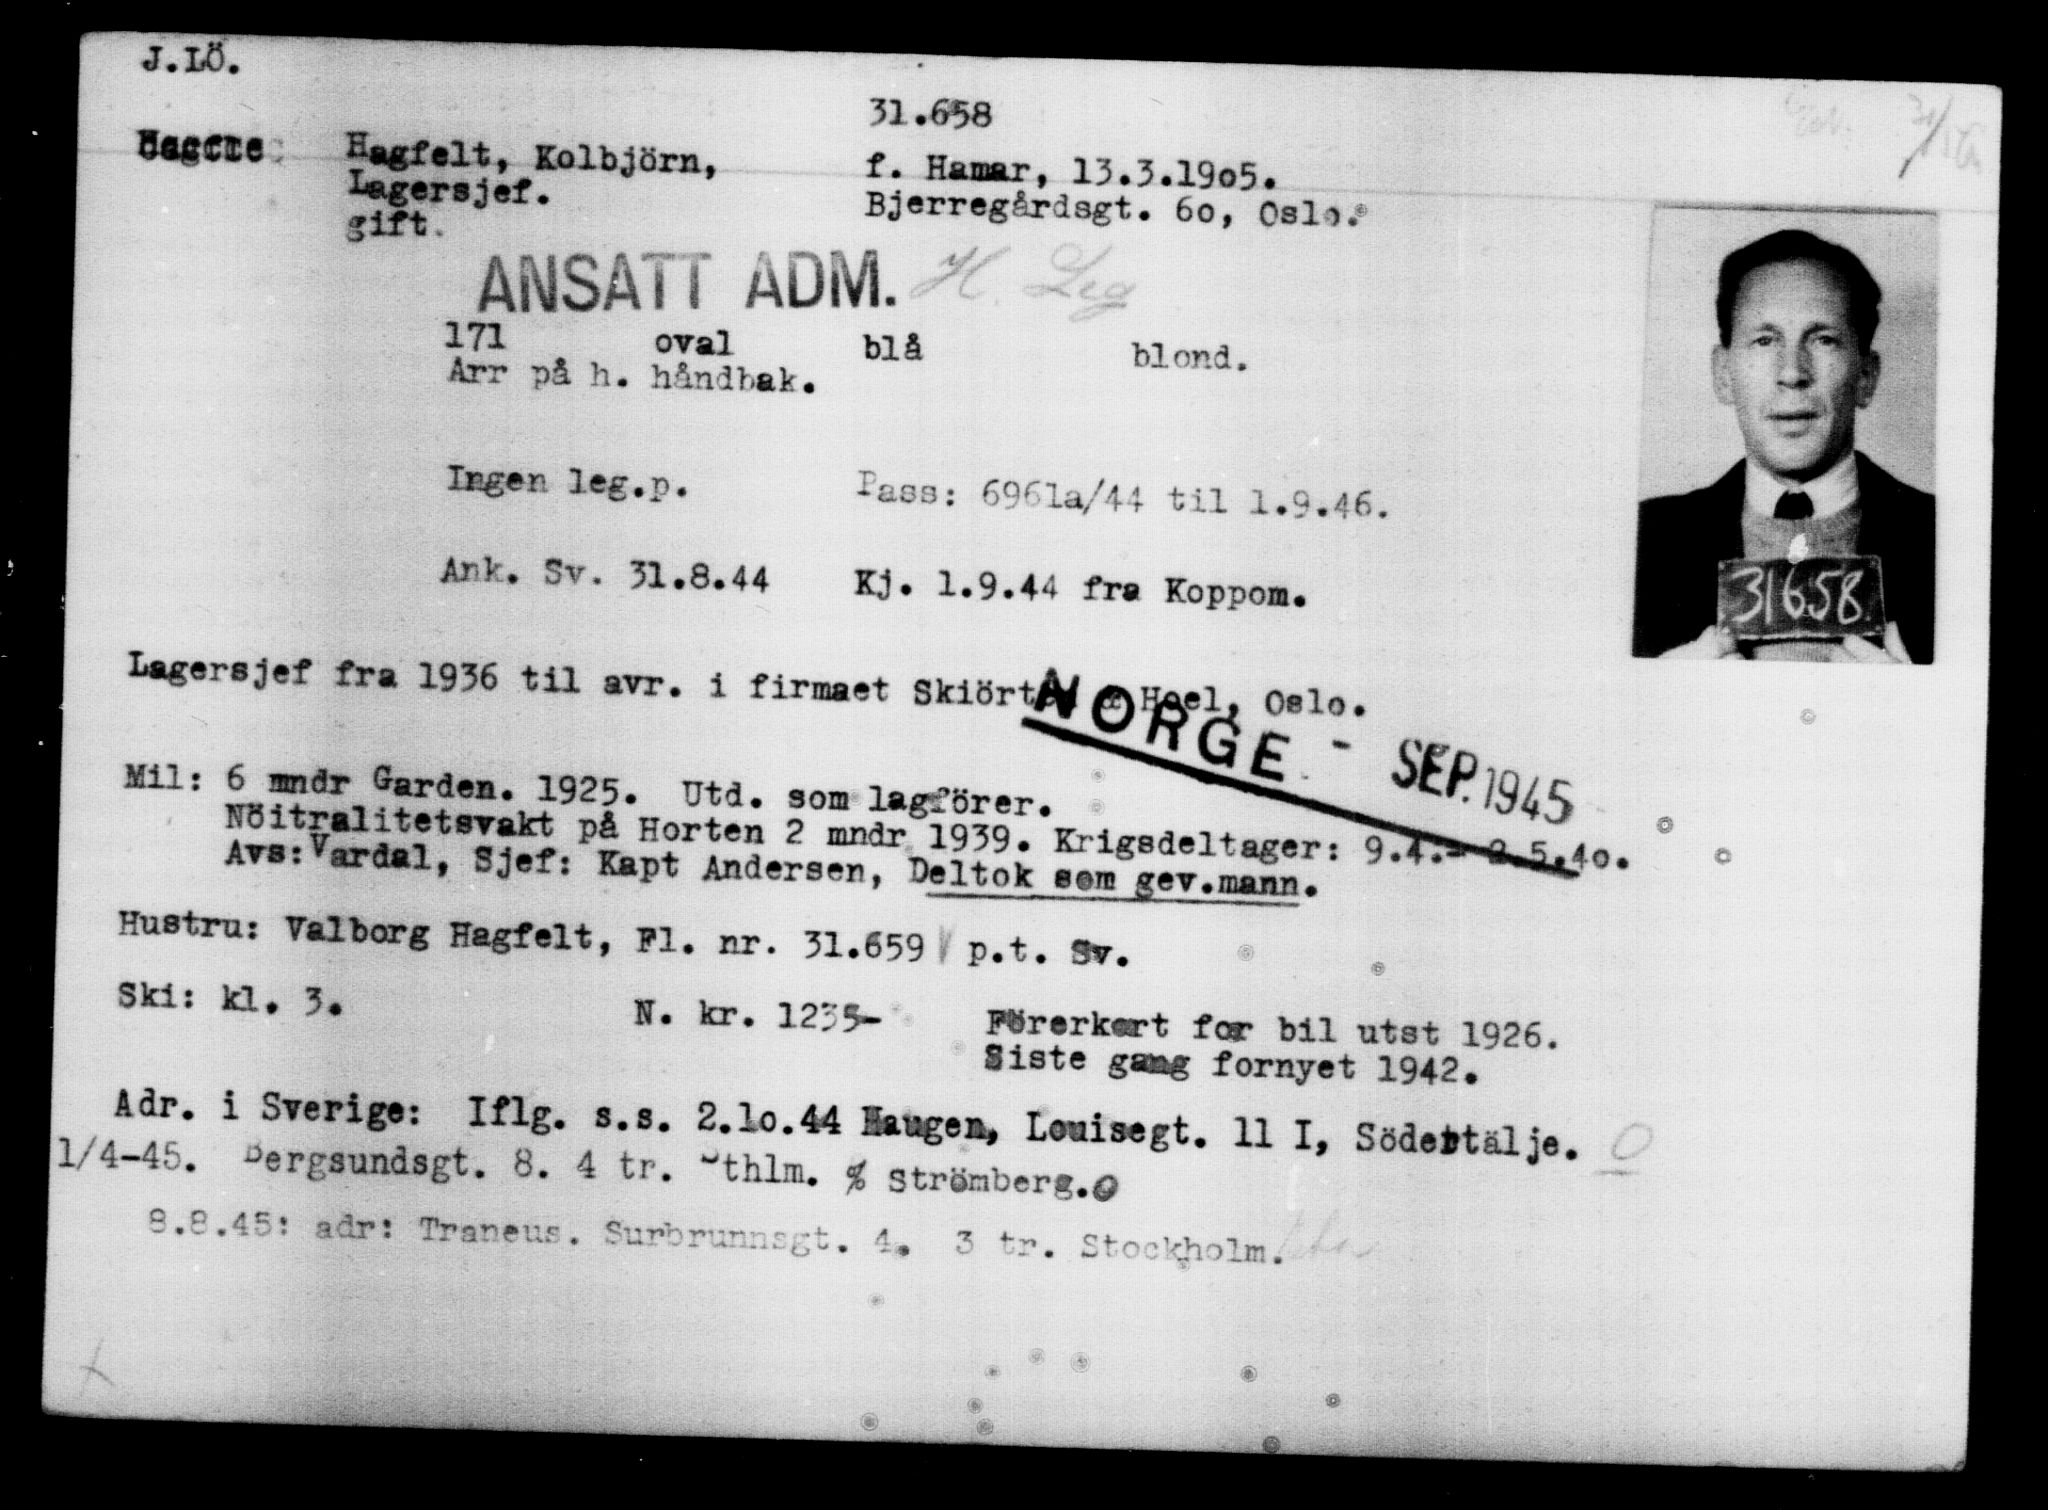 J.LÖ.
31.658
Hagfelt, Kolbjörn, f. Hamar, 13.3.19o5.
Lagersjef. Bjerregårdsgt. 6o, Oslo.
gift.
ANSATT ADM. H. Leg
171 oval blå blond.
Arr på h. håndbak.
Ingen leg.p. Pass: 6961a/44 til 1.9.46.
Ank. Sv. 31.8.44 Kj. 1.9.44 fra Koppom.
31658
Lagersjef fra 1936 til avr. i firmaet Skiörten & Hoel, Oslo.
NORGE - SEP. 1945
Mil: 6 mndr Garden. 1925. Utd. som lagförer.
Nöitralitetsvakt på Horten 2 mndr 1939. Krigsdeltager: 9.4.- 2.5.4o.
Avs: Vardal, Sjef: Kapt Andersen, Deltok som gev.mann.
Hustru: Valborg Hagfelt, Fl. nr. 31.659 p.t. Sv.
Ski: kl. 3. N. kr. 1235- Förerkort for bil utst 1926.
Siste gang fornyet 1942.
Adr. i Sverige: Iflg. s.s. 2.1o.44 Haugen, Louisegt. 11 I, Södertälje. O
1/4-45. Bergsundsgt. 8. 4 tr. Sthlm. % Strömberg.O
8.8.45: adr: Traneus. Surbrunnsgt. 4. 3 tr. Stockholm.